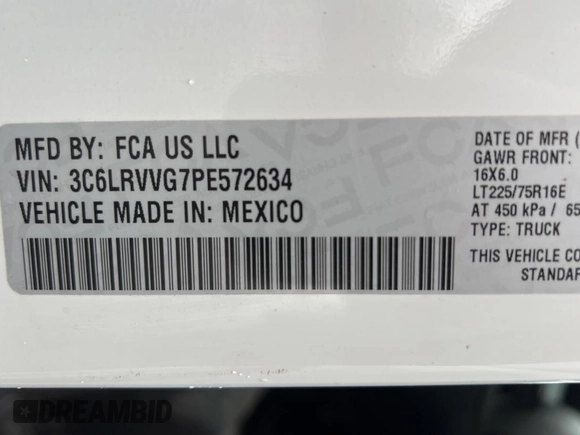 MFD BY: FCA US LLC
VIN: 3C6LRVVG7PE572634
VEHICLE MADE IN: MEXICO
DATE OF MFR (
GAWR FRONT:
16X6.0
LT225/75R16E
AT 450 kPa / 65
TYPE: TRUCK
THIS VEHICLE CO
STANDAR
DREAMBID